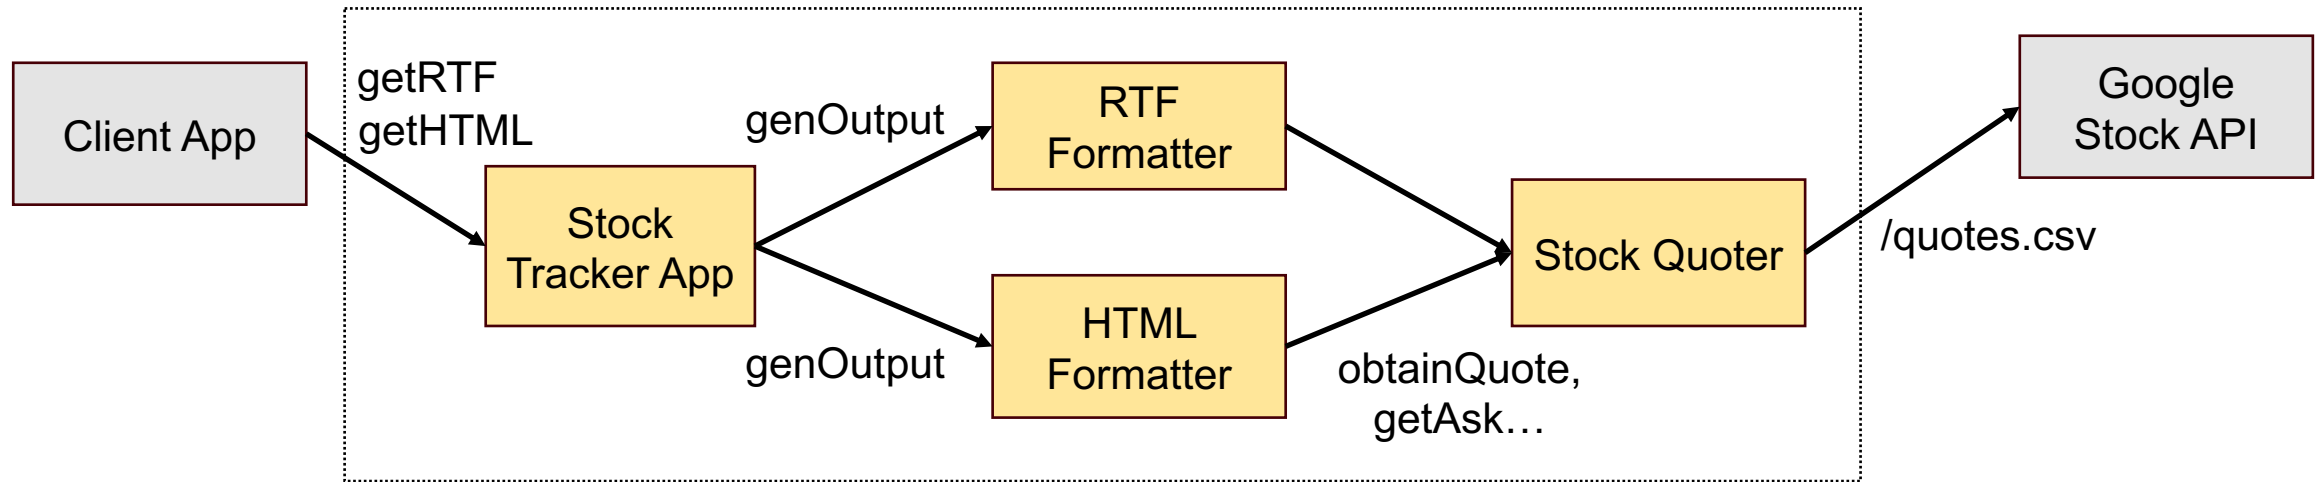 Client App
getRTF
getHTML
Stock
Tracker App
genOutput
genOutput
RTF
Formatter
HTML
Formatter
obtainQuote,
getAsk…
Stock Quoter
/quotes.csv
Google
Stock API